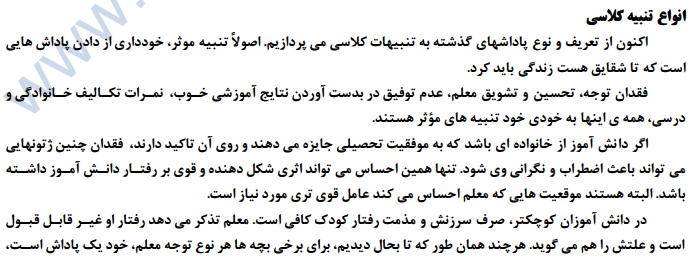 انواع تنبیه کلاسی
اکنون از تعریف و نوع پاداشهای گذشته به تنبیهات کلاسی می پردازیم. اصولاً تنبیه موثر، خودداری از دادن پاداش هایی
است که تا شقایق هست زندگی باید کرد.
فقدان توجه، تحسین و تشویق معلم، عدم توفیق در بدست آوردن نتایج آموزشی خوب، نمرات تکالیف خانوادگی و
درسی، همه ی اینها به خودی خود تنبیه های مؤثر هستند.
اگر دانش آموز از خانواده ای باشد که به موفقیت تحصیلی جایزه می دهند و روی آن تاکید دارند، فقدان چنین ژتونهایی
می تواند باعث اضطراب و نگرانی وی شود. تنها همین احساس می تواند اثری شکل دهنده و قوی بر رفتار دانش آموز داشته
باشد. البته هستند موقعیت هایی که معلم احساس می کند عامل قوی تری مورد نیاز است.
در دانش آموزان کوچکتر، صرف سرزنش و مذمت رفتار کودک کافی است. معلم تذکر می دهد رفتار او غیر قابل قبول
است و علتش را هم می گوید. هرچند همان طور که تا بحال دیدیم، برای برخی بچه ها هر نوع توجه معلم، خود یک پاداش است،
www.